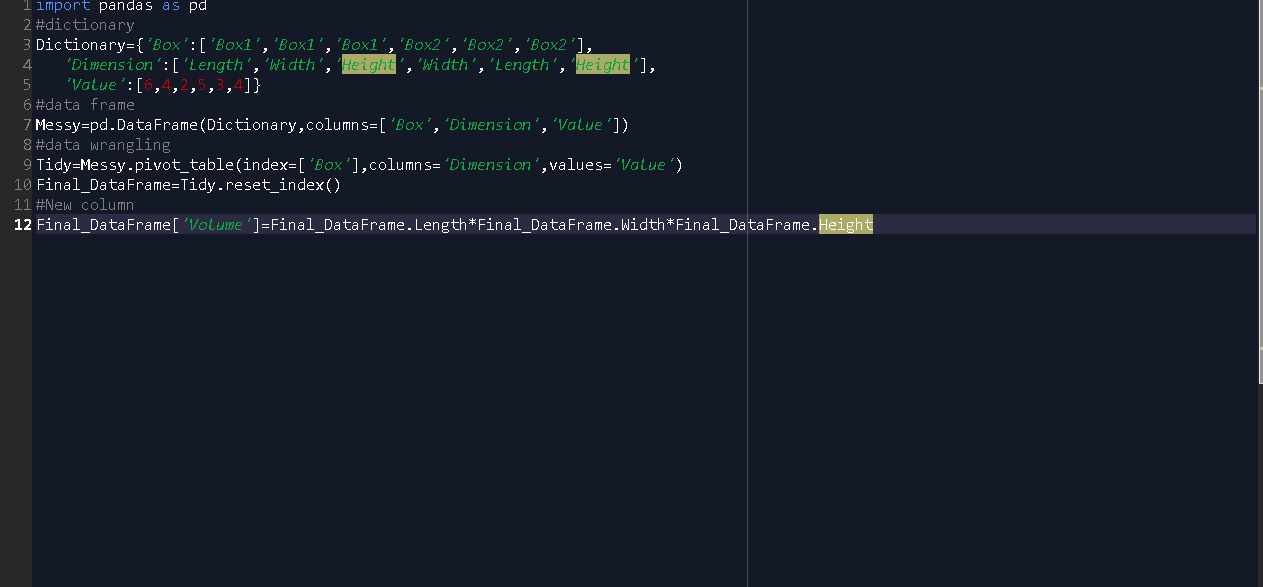 1 import pandas as pd
2 #dictionary
3 Dictionary={'Box':['Box1','Box1','Box1','Box2','Box2','Box2'],
4    'Dimension':['Length','Width','Height','Width','Length','Height'],
5    'Value':[6,4,2,5,3,4]}
6 #data frame
7 Messy=pd.DataFrame(Dictionary,columns=['Box','Dimension','Value'])
8 #data wrangling
9 Tidy=Messy.pivot_table(index=['Box'],columns='Dimension',values='Value')
10 Final_DataFrame=Tidy.reset_index()
11 #New column
12 Final_DataFrame['Volume']=Final_DataFrame.Length*Final_DataFrame.Width*Final_DataFrame.Height